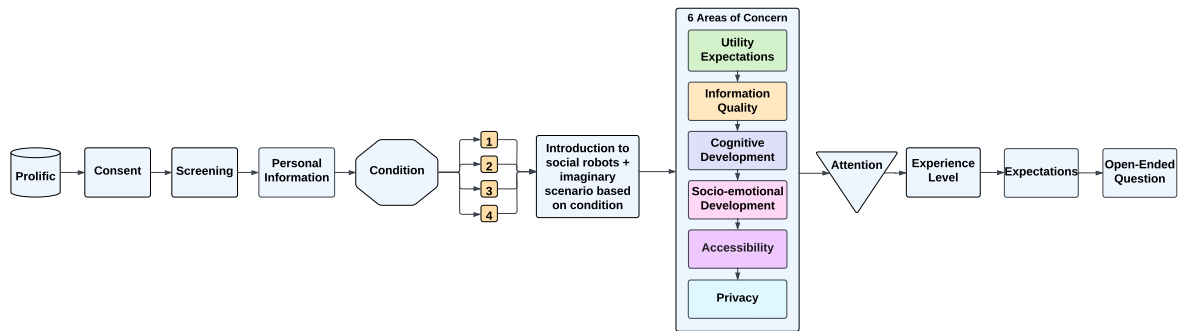 Prolific
Consent
Screening
Personal
Information
Condition
1
2
3
4
Introduction to
social robots +
imaginary
scenario based
on condition
6 Areas of Concern
Utility
Expectations
Information
Quality
Cognitive
Development
Socio-emotional
Development
Accessibility
Privacy
Attention
Experience
Level
Expectations
Open-Ended
Question